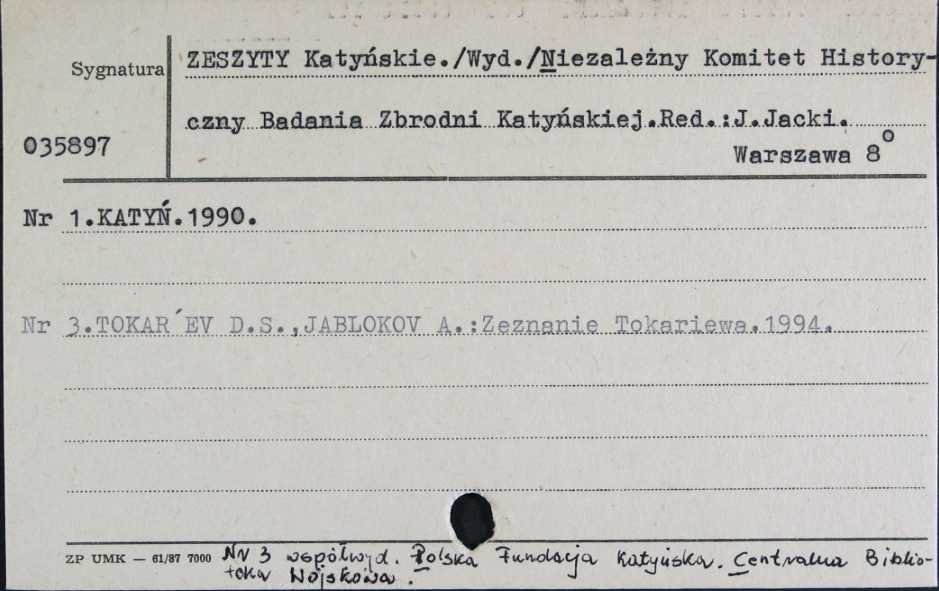 ZESZYTY Katyńskie./Wyd./Niezależny Komitet History-
Sygnatura
czny Badania Zbrodni Katyńskiej.Red.:J.Jacki.
035897
Warszawa 8°
Nr 1.KATYŃ.1990.
Nr 3.TOKAR´EV D.S.,JABLOKOV A.:Zeznanie Tokariewa.1994.
ZP UMK — 61/87 7000 Nr 3 współwyd. Polska Fundacja Katyńska. Centralna Biblio-
teka Wojskowa.